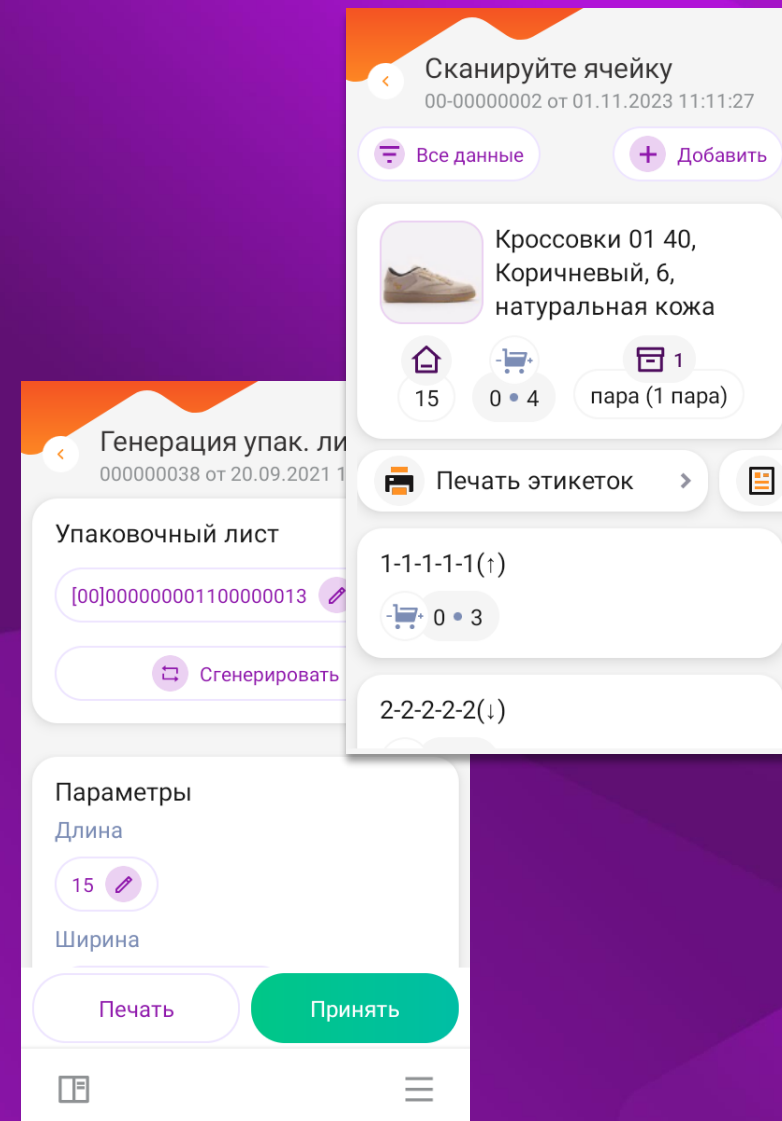 Сканируйте ячейку
00-00000002 от 01.11.2023 11:11:27
Все данные
Добавить
Кроссовки 01 40,
Коричневый, 6,
натуральная кожа
15
0 • 4
1
пара (1 пара)
Печать этикеток
1-1-1-1-1(↑)
0 • 3
2-2-2-2-2(↓)
Генерация упак. ли
000000038 от 20.09.2021 1
Упаковочный лист
[00]000000001100000013
Сгенерировать
Параметры
Длина
15
Ширина
Печать
Принять